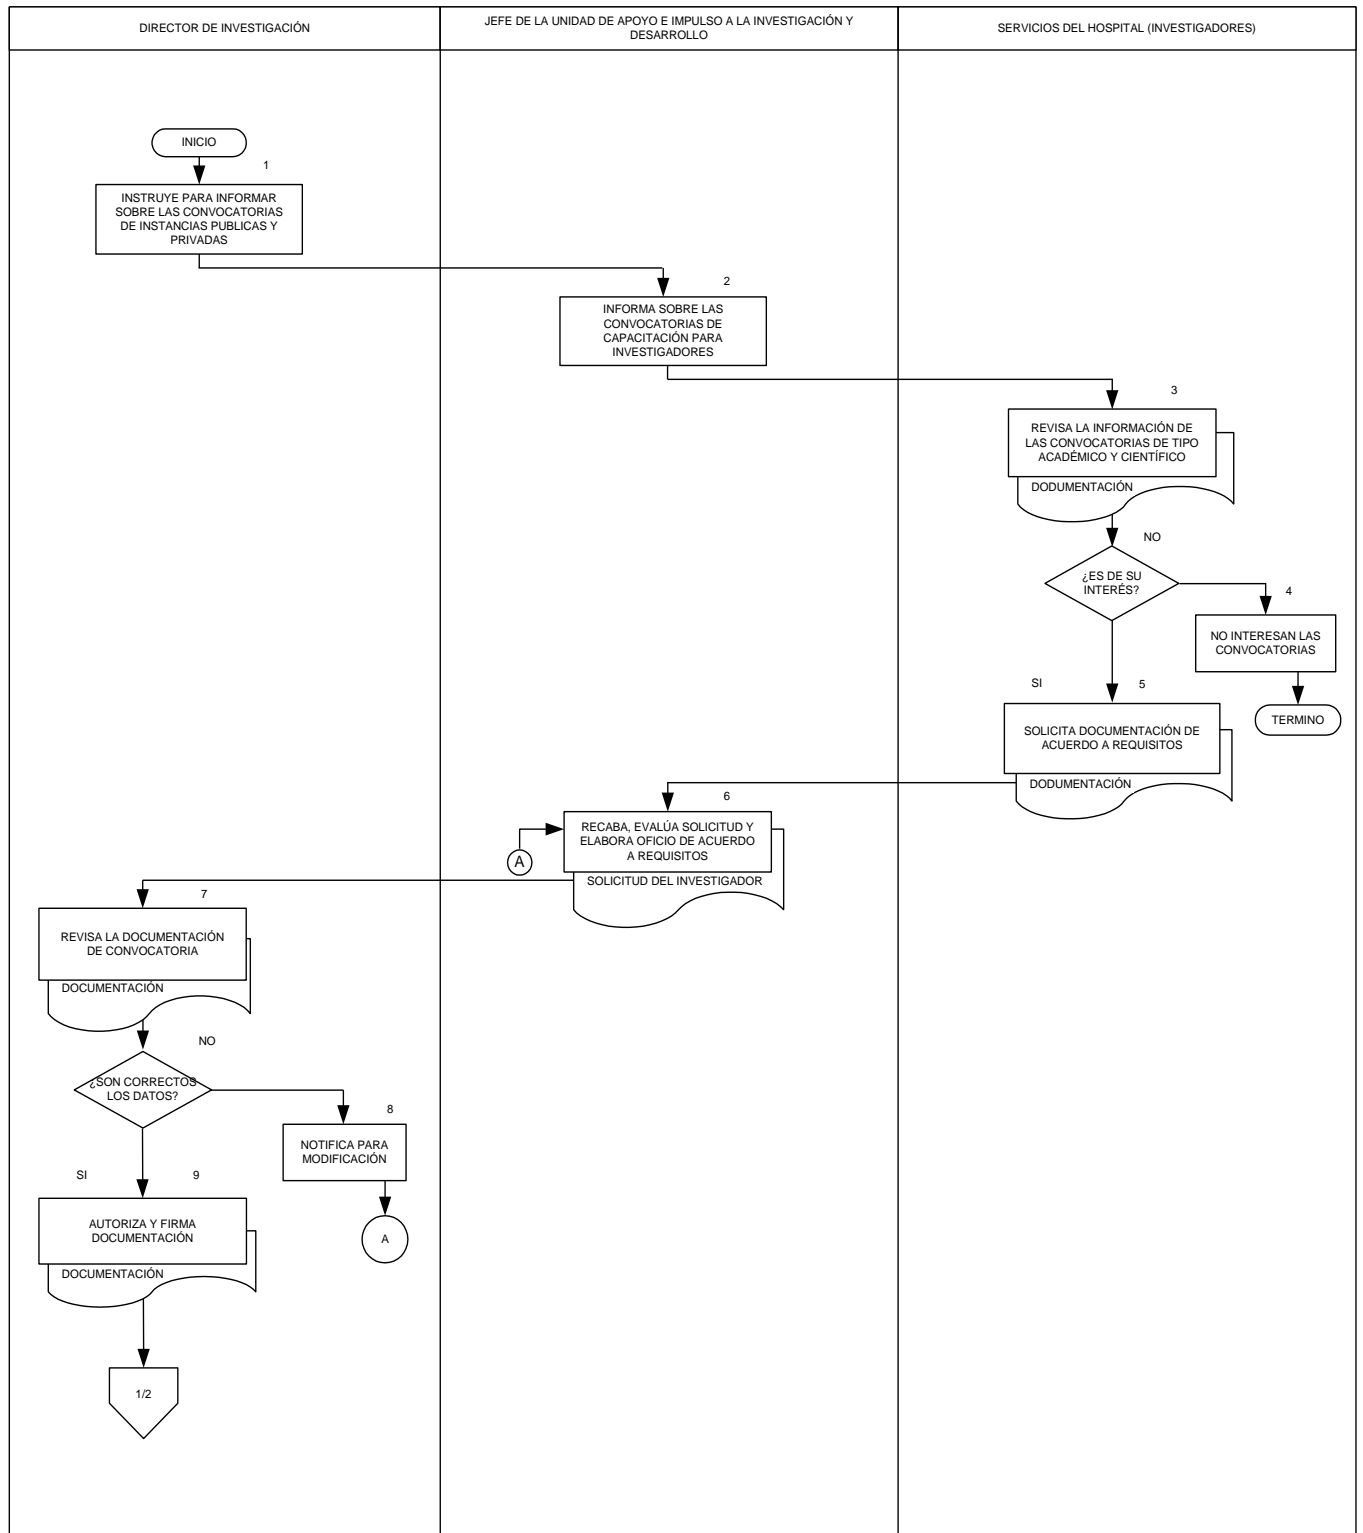 DIRECTOR DE INVESTIGACIÓN
JEFE DE LA UNIDAD DE APOYO E IMPULSO A LA INVESTIGACIÓN Y
DESARROLLO
SERVICIOS DEL HOSPITAL (INVESTIGADORES)
INICIO
1
INSTRUYE PARA INFORMAR
SOBRE LAS CONVOCATORIAS
DE INSTANCIAS PUBLICAS Y
PRIVADAS
2
INFORMA SOBRE LAS
CONVOCATORIAS DE
CAPACITACIÓN PARA
INVESTIGADORES
3
REVISA LA INFORMACIÓN DE
LAS CONVOCATORIAS DE TIPO
ACADÉMICO Y CIENTÍFICO
DODUMENTACIÓN
NO
¿ES DE SU
INTERÉS?
4
NO INTERESAN LAS
CONVOCATORIAS
TERMINO
SI
5
SOLICITA DOCUMENTACIÓN DE
ACUERDO A REQUISITOS
DODUMENTACIÓN
6
RECABA, EVALÚA SOLICITUD Y
ELABORA OFICIO DE ACUERDO
A REQUISITOS
A
SOLICITUD DEL INVESTIGADOR
7
REVISA LA DOCUMENTACIÓN
DE CONVOCATORIA
DOCUMENTACIÓN
NO
¿SON CORRECTOS
LOS DATOS?
8
NOTIFICA PARA
MODIFICACIÓN
A
SI
9
AUTORIZA Y FIRMA
DOCUMENTACIÓN
DOCUMENTACIÓN
1/2